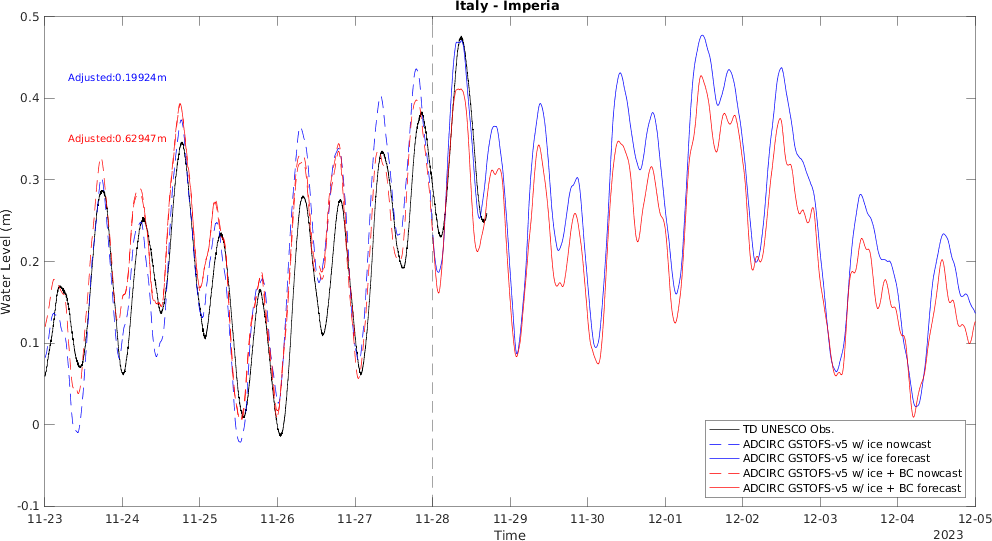 Italy - Imperia
Adjusted:0.19924m
Adjusted:0.62947m
Water Level (m)
0.5
0.4
0.3
0.2
0.1
0
-0.1
11-23 11-24 11-25 11-26 11-27 11-28 11-29 11-30 12-01 12-02 12-03 12-04 12-05
Time
2023
TD UNESCO Obs.
ADCIRC GSTOFS-v5 w/ ice nowcast
ADCIRC GSTOFS-v5 w/ ice forecast
ADCIRC GSTOFS-v5 w/ ice + BC nowcast
ADCIRC GSTOFS-v5 w/ ice + BC forecast